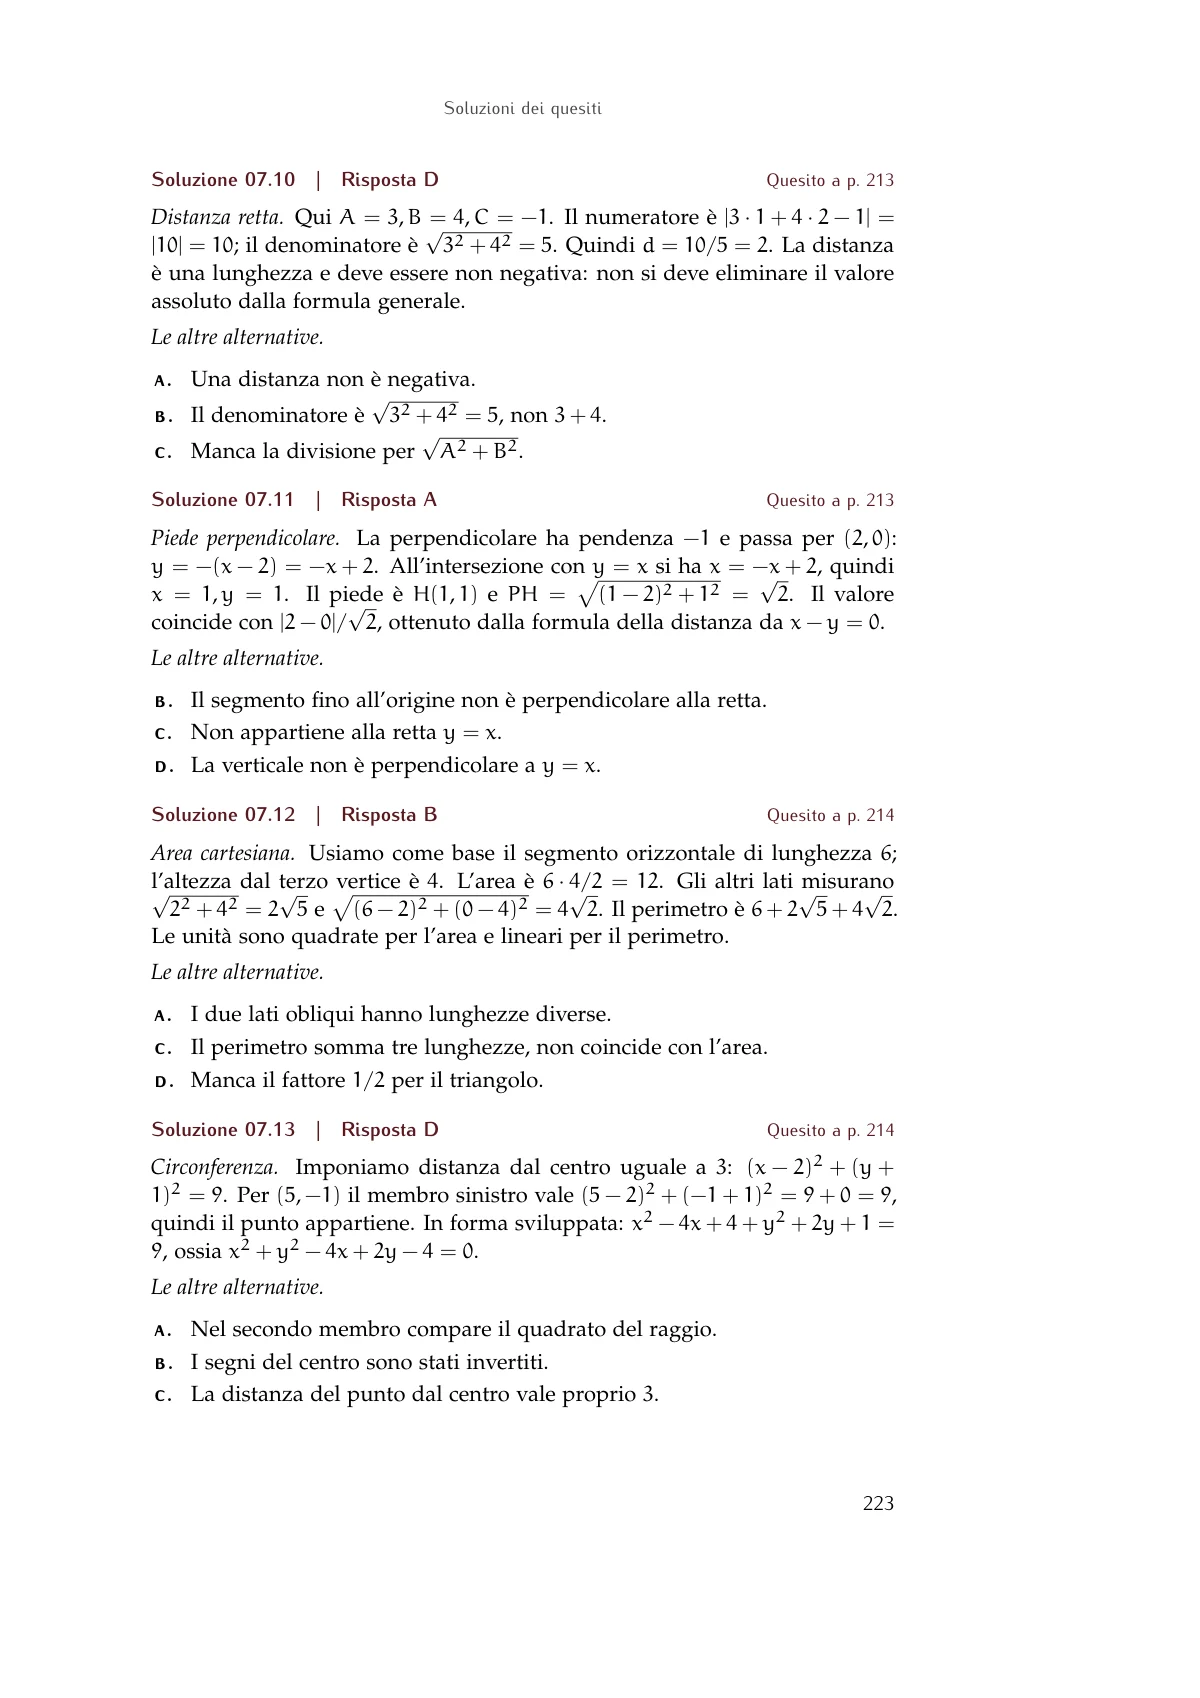 Soluzioni dei quesiti
Soluzione 07.10 | Risposta D Quesito a p. 213
Distanza retta. Qui A = 3, B = 4, C = −1. Il numeratore è |3 · 1 + 4 · 2 − 1| =
|10| = 10; il denominatore è √(3² + 4²) = 5. Quindi d = 10/5 = 2. La distanza
è una lunghezza e deve essere non negativa: non si deve eliminare il valore
assoluto dalla formula generale.
Le altre alternative.
A. Una distanza non è negativa.
B. Il denominatore è √(3² + 4²) = 5, non 3 + 4.
C. Manca la divisione per √(A² + B²).
Soluzione 07.11 | Risposta A Quesito a p. 213
Piede perpendicolare. La perpendicolare ha pendenza −1 e passa per (2, 0):
y = −(x − 2) = −x + 2. All'intersezione con y = x si ha x = −x + 2, quindi
x = 1, y = 1. Il piede è H(1, 1) e PH = √((1 − 2)² + 1²) = √2. Il valore
coincide con |2 − 0|/√2, ottenuto dalla formula della distanza da x − y = 0.
Le altre alternative.
B. Il segmento fino all'origine non è perpendicolare alla retta.
C. Non appartiene alla retta y = x.
D. La verticale non è perpendicolare a y = x.
Soluzione 07.12 | Risposta B Quesito a p. 214
Area cartesiana. Usiamo come base il segmento orizzontale di lunghezza 6;
l'altezza dal terzo vertice è 4. L'area è 6 · 4/2 = 12. Gli altri lati misurano
√(2² + 4²) = 2√5 e √((6 − 2)² + (0 − 4)²) = 4√2. Il perimetro è 6 + 2√5 + 4√2.
Le unità sono quadrate per l'area e lineari per il perimetro.
Le altre alternative.
A. I due lati obliqui hanno lunghezze diverse.
C. Il perimetro somma tre lunghezze, non coincide con l'area.
D. Manca il fattore 1/2 per il triangolo.
Soluzione 07.13 | Risposta D Quesito a p. 214
Circonferenza. Imponiamo distanza dal centro uguale a 3: (x − 2)² + (y +
1)² = 9. Per (5, −1) il membro sinistro vale (5 − 2)² + (−1 + 1)² = 9 + 0 = 9,
quindi il punto appartiene. In forma sviluppata: x² − 4x + 4 + y² + 2y + 1 =
9, ossia x² + y² − 4x + 2y − 4 = 0.
Le altre alternative.
A. Nel secondo membro compare il quadrato del raggio.
B. I segni del centro sono stati invertiti.
C. La distanza del punto dal centro vale proprio 3.
223